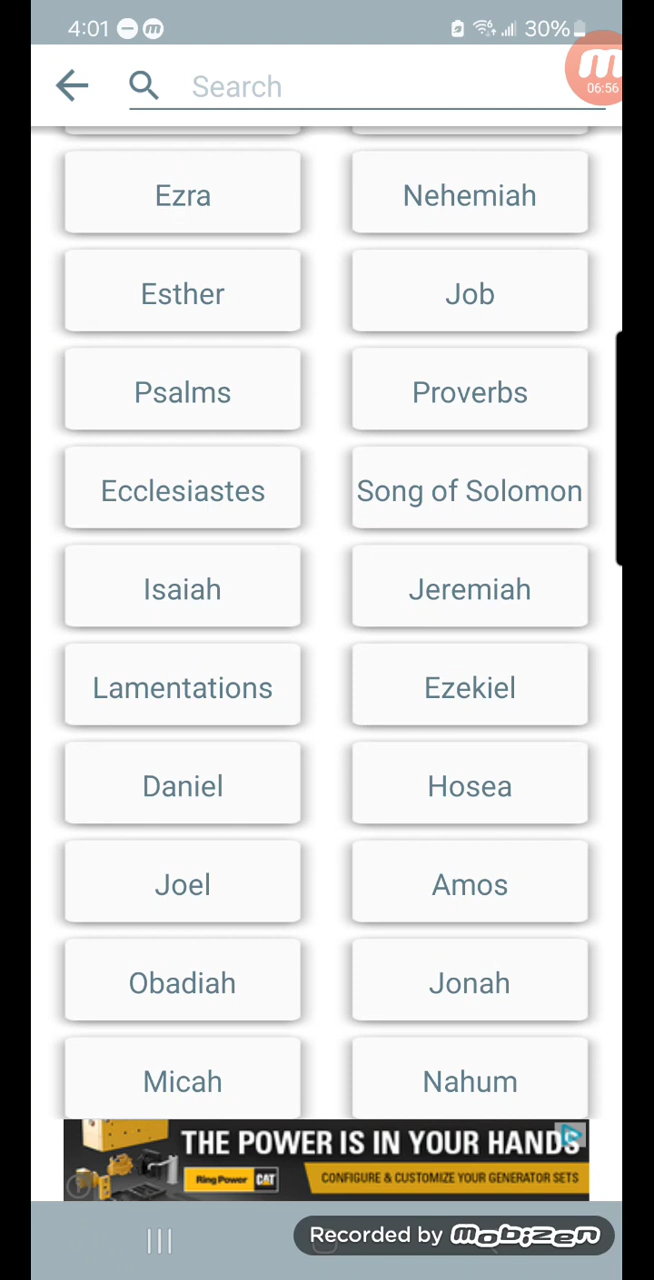 4:01
30%
Search
06:56
Ezra Nehemiah
Esther Job
Psalms Proverbs
Ecclesiastes Song of Solomon
Isaiah Jeremiah
Lamentations Ezekiel
Daniel Hosea
Joel Amos
Obadiah Jonah
Micah Nahum
THE POWER IS IN YOUR HANDS
Ring Power CAT CONFIGURE & CUSTOMIZE YOUR GENERATOR SETS
Recorded by mobizen